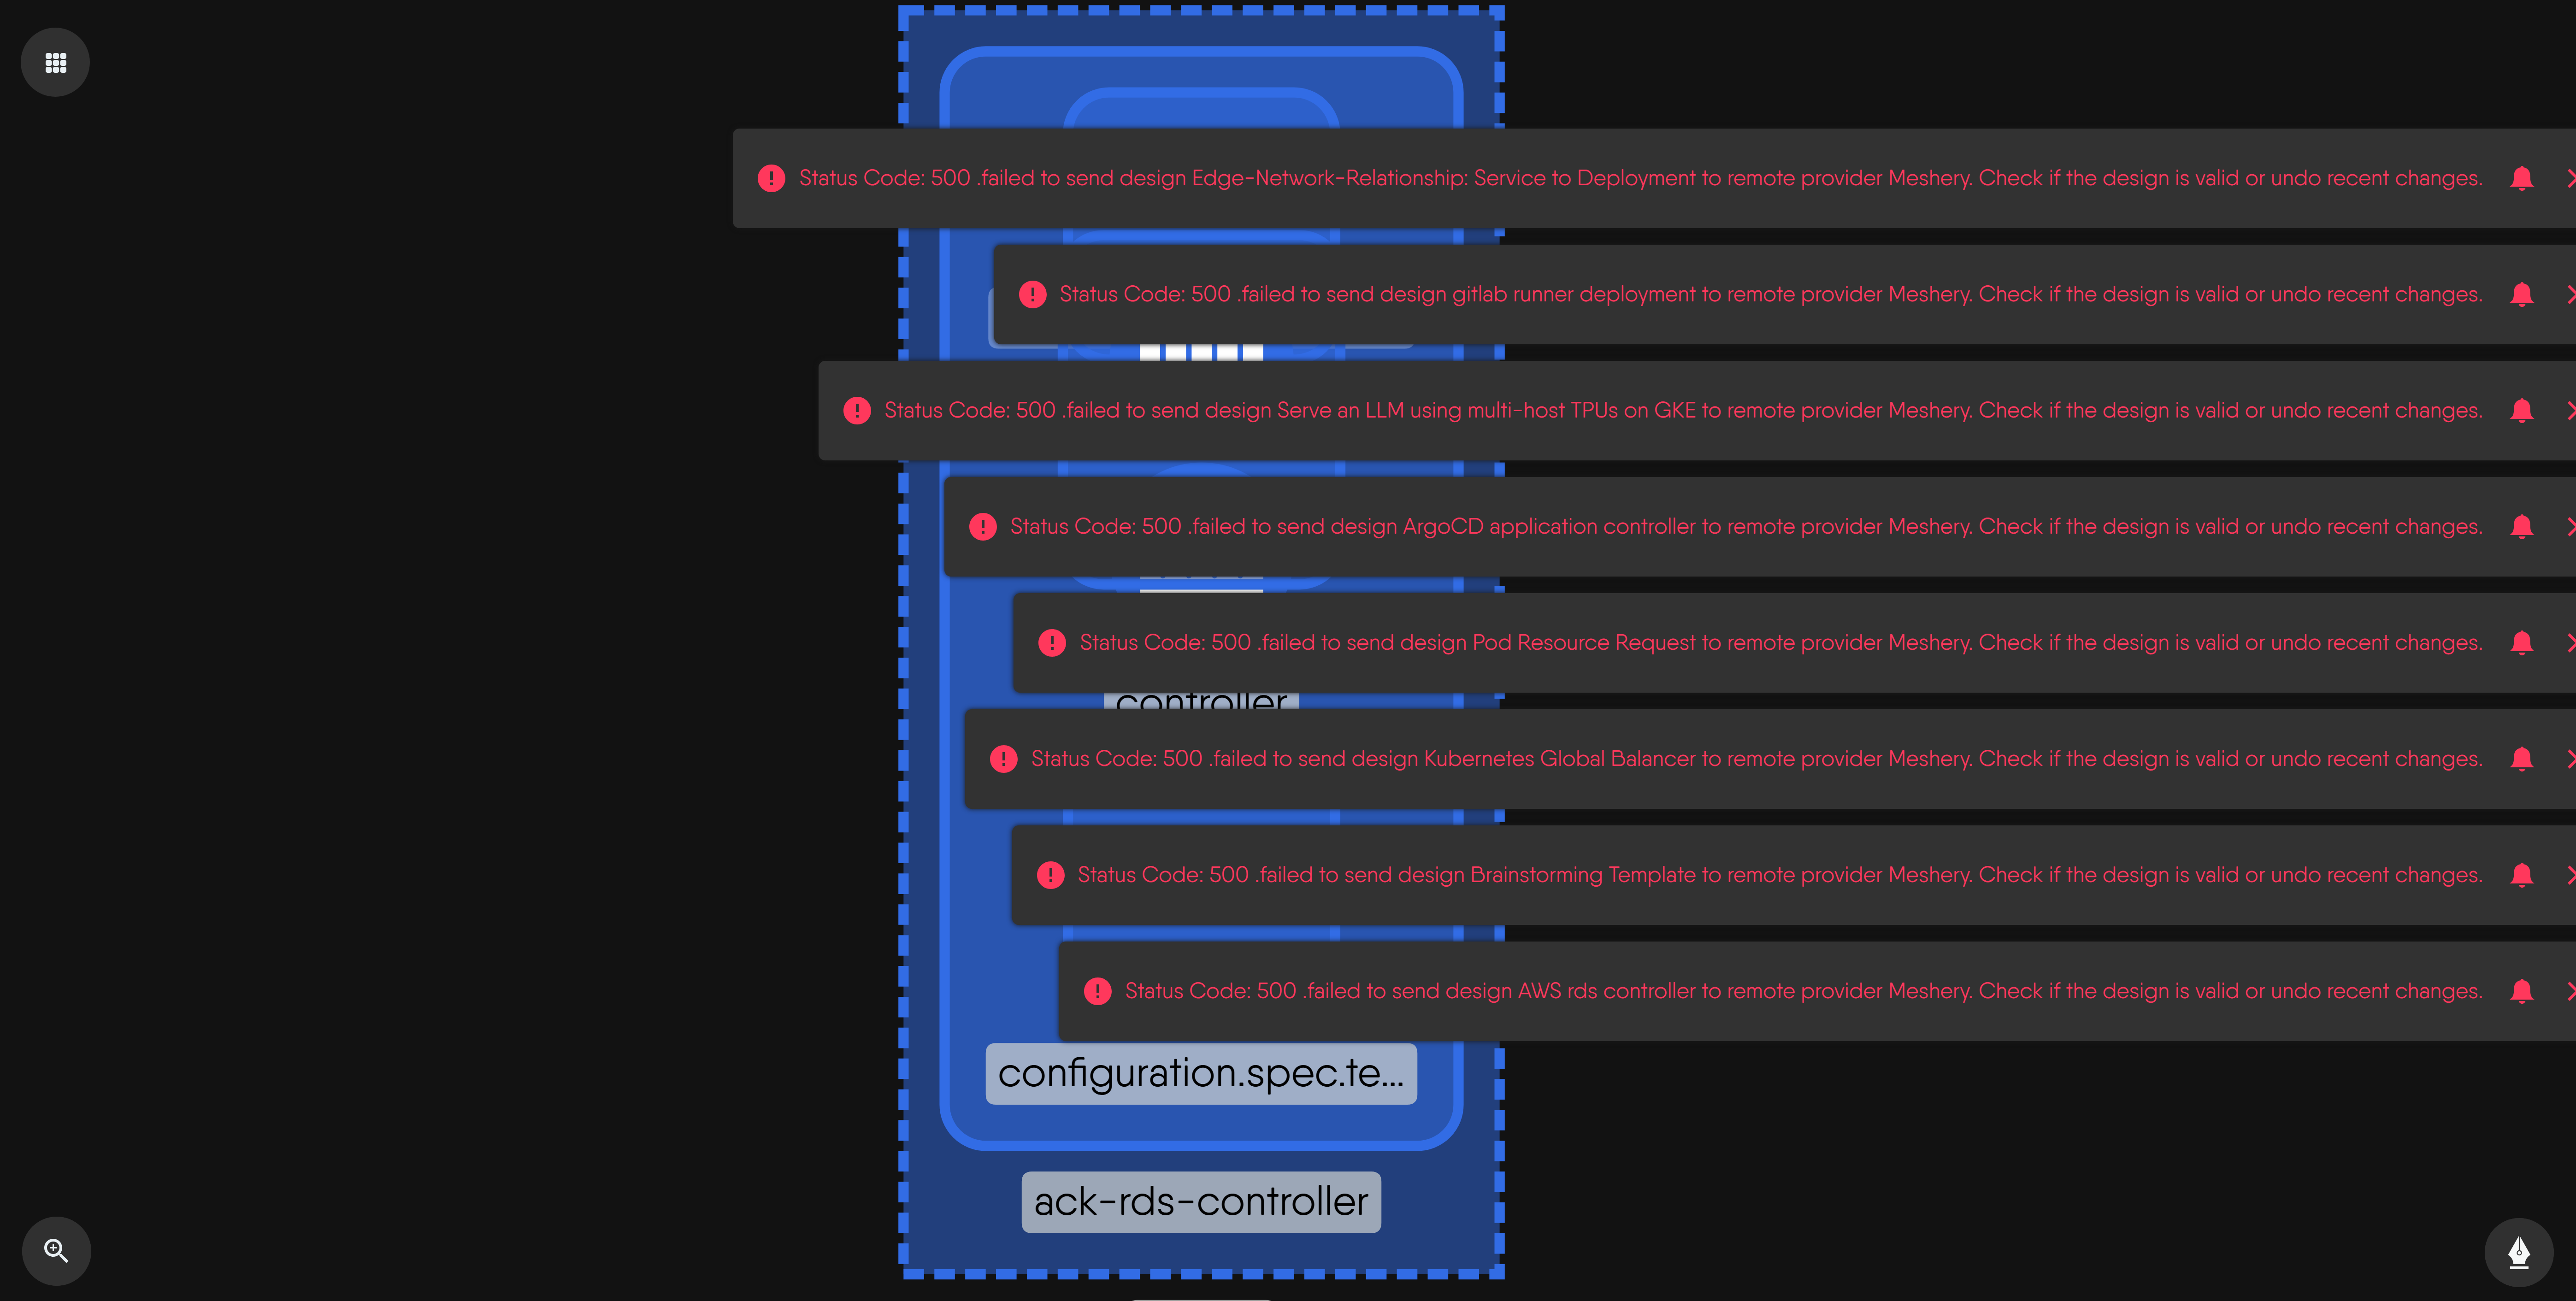 Status Code: 500 .failed to send design Edge-Network-Relationship: Service to Deployment to remote provider Meshery. Check if the design is valid or undo recent changes.
Status Code: 500 .failed to send design gitlab runner deployment to remote provider Meshery. Check if the design is valid or undo recent changes.
Status Code: 500 .failed to send design Serve an LLM using multi-host TPUs on GKE to remote provider Meshery. Check if the design is valid or undo recent changes.
Status Code: 500 .failed to send design ArgoCD application controller to remote provider Meshery. Check if the design is valid or undo recent changes.
Status Code: 500 .failed to send design Pod Resource Request to remote provider Meshery. Check if the design is valid or undo recent changes.
controller
Status Code: 500 .failed to send design Kubernetes Global Balancer to remote provider Meshery. Check if the design is valid or undo recent changes.
Status Code: 500 .failed to send design Brainstorming Template to remote provider Meshery. Check if the design is valid or undo recent changes.
Status Code: 500 .failed to send design AWS rds controller to remote provider Meshery. Check if the design is valid or undo recent changes.
configuration.spec.te...
ack-rds-controller